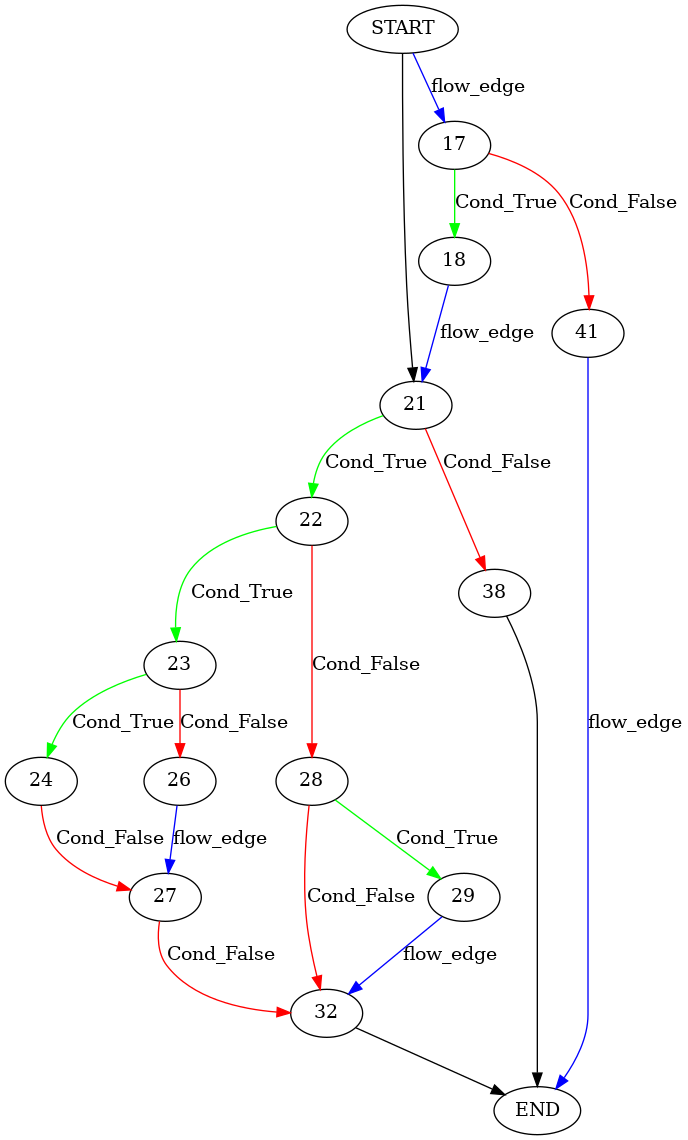 START
flow_edge
17
Cond_True
Cond_False
18
flow_edge
41
21
Cond_True
Cond_False
22
38
Cond_True
23
Cond_False
Cond_True
Cond_False
flow_edge
24
26
28
Cond_False
flow_edge
Cond_True
27
Cond_False
29
Cond_False
flow_edge
32
END